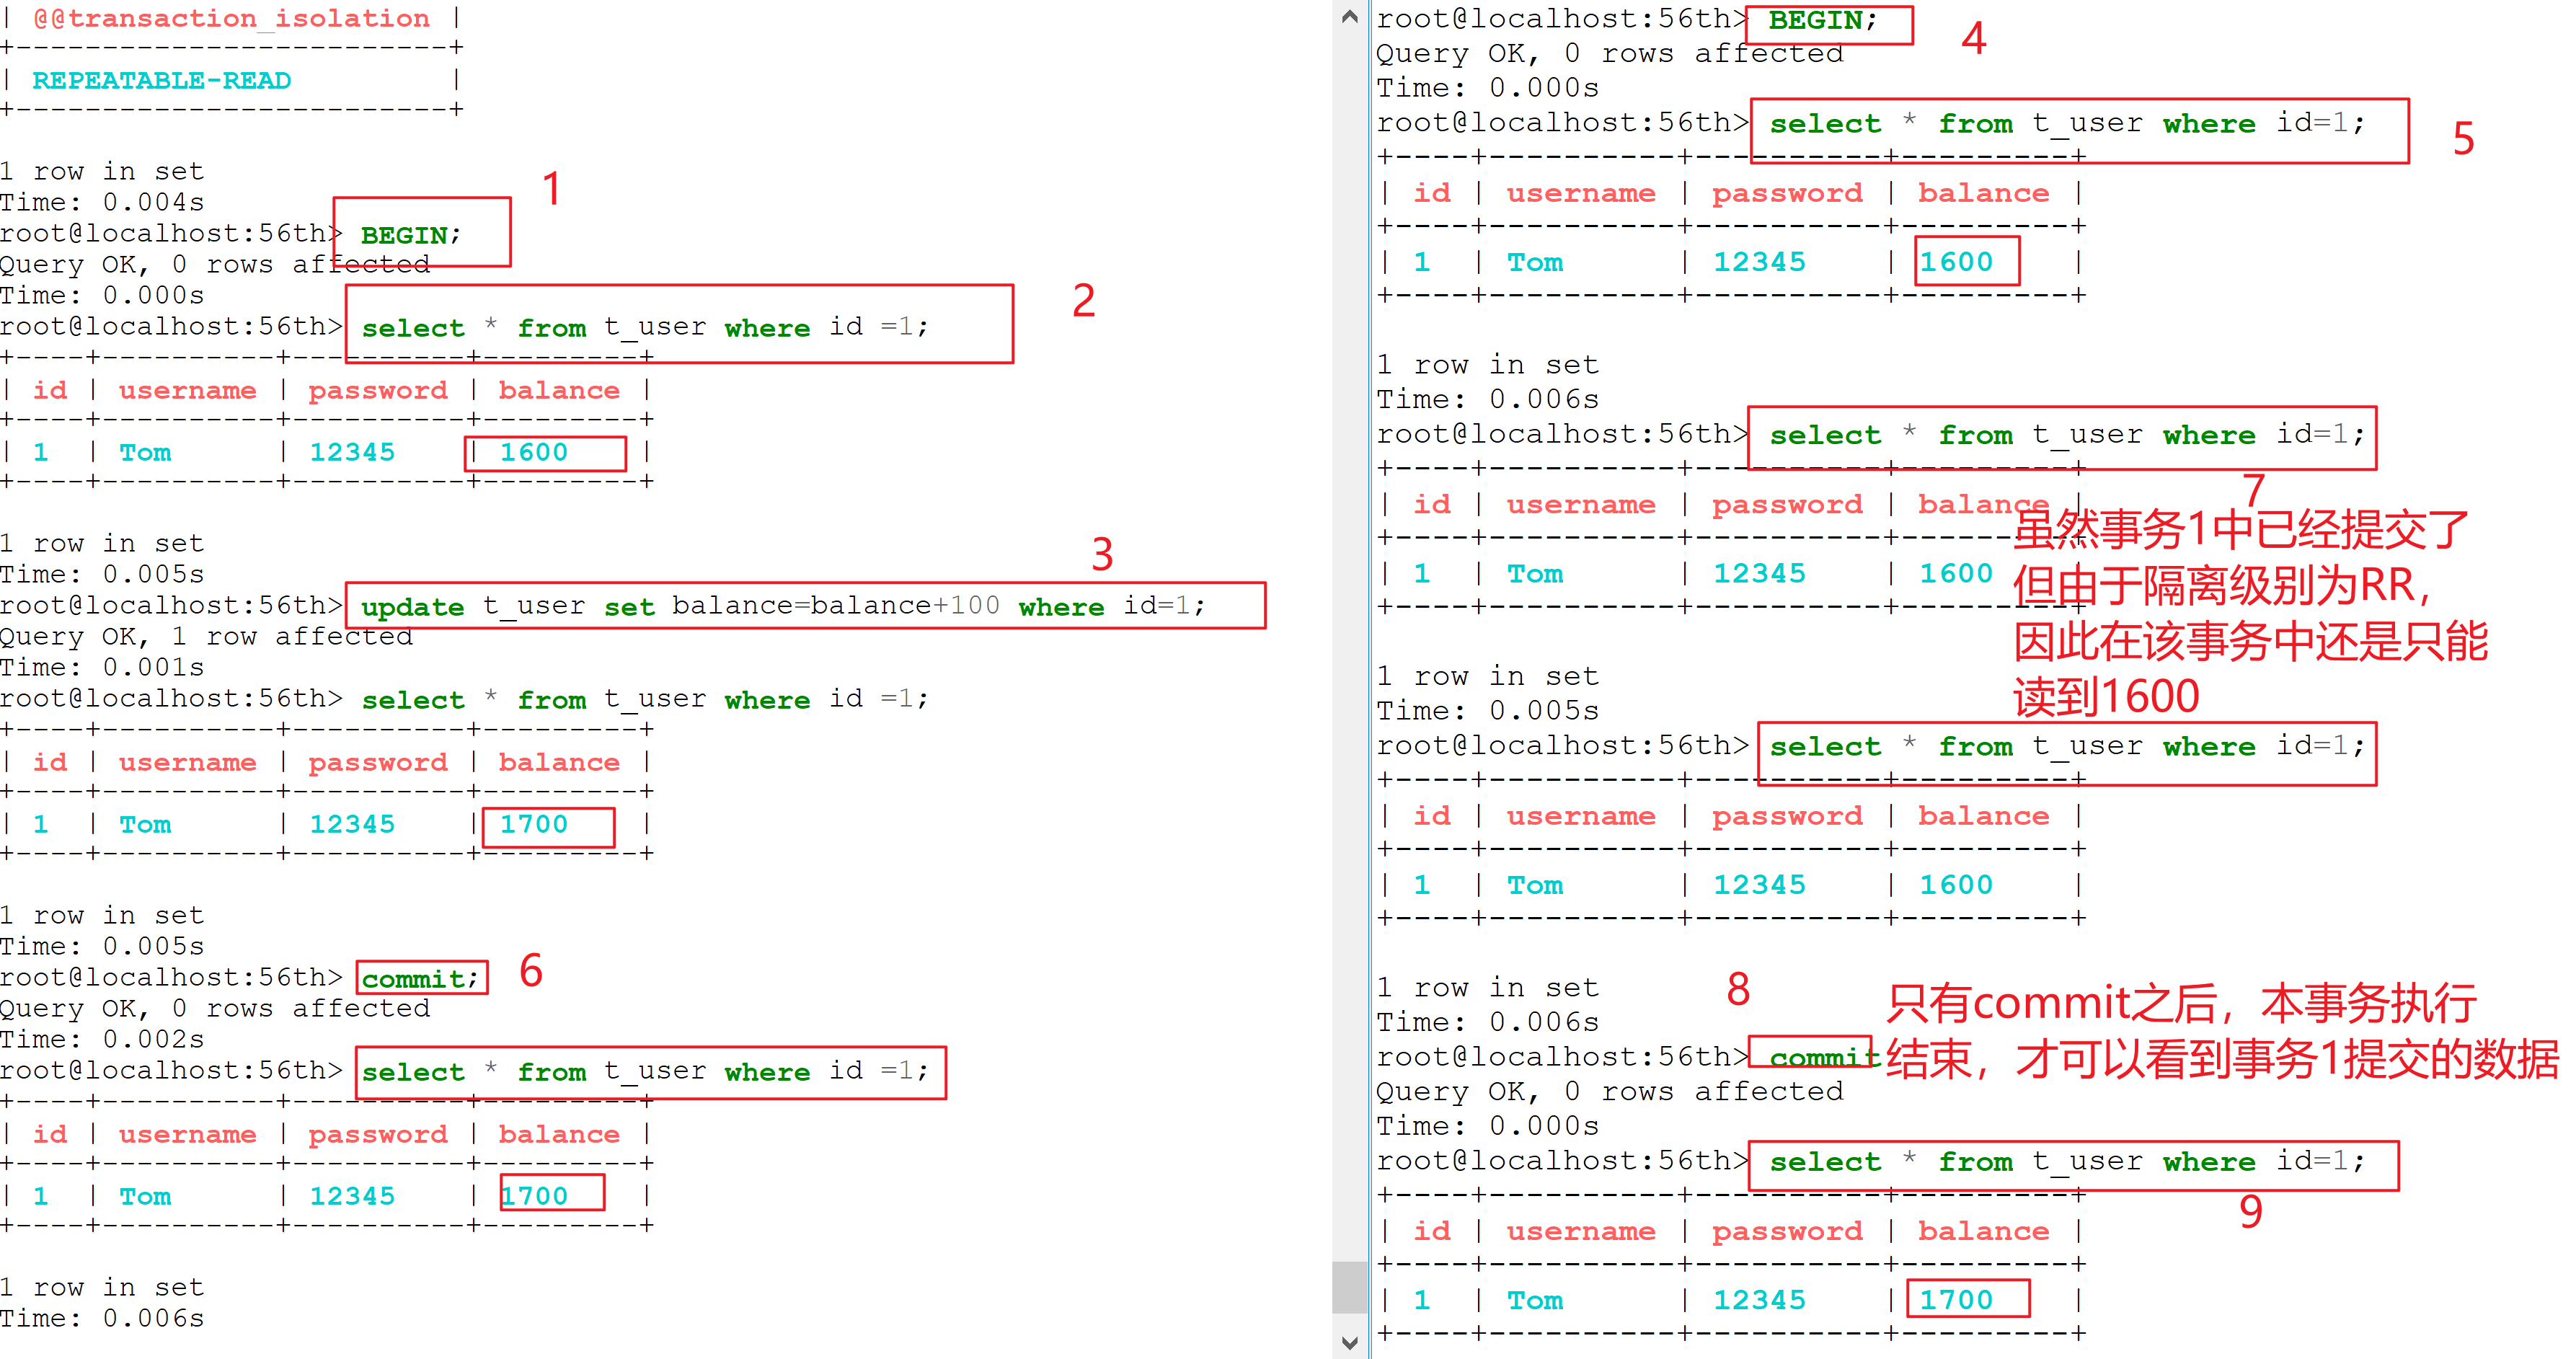 | @@transaction_isolation |
+-------------------------+
| REPEATABLE-READ         |
+-------------------------+
1 row in set
Time: 0.004s
1
root@localhost:56th> BEGIN;
Query OK, 0 rows affected
Time: 0.000s
2
root@localhost:56th> select * from t_user where id =1;
+----+----------+----------+---------+
| id | username | password | balance |
+----+----------+----------+---------+
| 1  | Tom      | 12345    | 1600    |
+----+----------+----------+---------+
1 row in set
Time: 0.005s
3
root@localhost:56th> update t_user set balance=balance+100 where id=1;
Query OK, 1 row affected
Time: 0.001s
root@localhost:56th> select * from t_user where id =1;
+----+----------+----------+---------+
| id | username | password | balance |
+----+----------+----------+---------+
| 1  | Tom      | 12345    | 1700    |
+----+----------+----------+---------+
1 row in set
Time: 0.005s
root@localhost:56th> commit;
6
Query OK, 0 rows affected
Time: 0.002s
root@localhost:56th> select * from t_user where id =1;
+----+----------+----------+---------+
| id | username | password | balance |
+----+----------+----------+---------+
| 1  | Tom      | 12345    | 1700    |
+----+----------+----------+---------+
1 row in set
Time: 0.006s
root@localhost:56th> BEGIN;
4
Query OK, 0 rows affected
Time: 0.000s
root@localhost:56th> select * from t_user where id=1;
5
+----+----------+----------+---------+
| id | username | password | balance |
+----+----------+----------+---------+
| 1  | Tom      | 12345    | 1600    |
+----+----------+----------+---------+
1 row in set
Time: 0.006s
root@localhost:56th> select * from t_user where id=1;
+----+----------+----------+---------+
7
| id | username | password | balance |
+----+----------+----------+---------+
| 1  | Tom      | 12345    | 1600    |
+----+----------+----------+---------+
虽然事务1中已经提交了
但由于隔离级别为RR，
因此在该事务中还是只能
读到1600
1 row in set
Time: 0.005s
root@localhost:56th> select * from t_user where id=1;
+----+----------+----------+---------+
| id | username | password | balance |
+----+----------+----------+---------+
| 1  | Tom      | 12345    | 1600    |
+----+----------+----------+---------+
1 row in set
Time: 0.006s
8
root@localhost:56th> commit
只有commit之后，本事务执行
结束，才可以看到事务1提交的数据
Query OK, 0 rows affected
Time: 0.000s
root@localhost:56th> select * from t_user where id=1;
9
+----+----------+----------+---------+
| id | username | password | balance |
+----+----------+----------+---------+
| 1  | Tom      | 12345    | 1700    |
+----+----------+----------+---------+